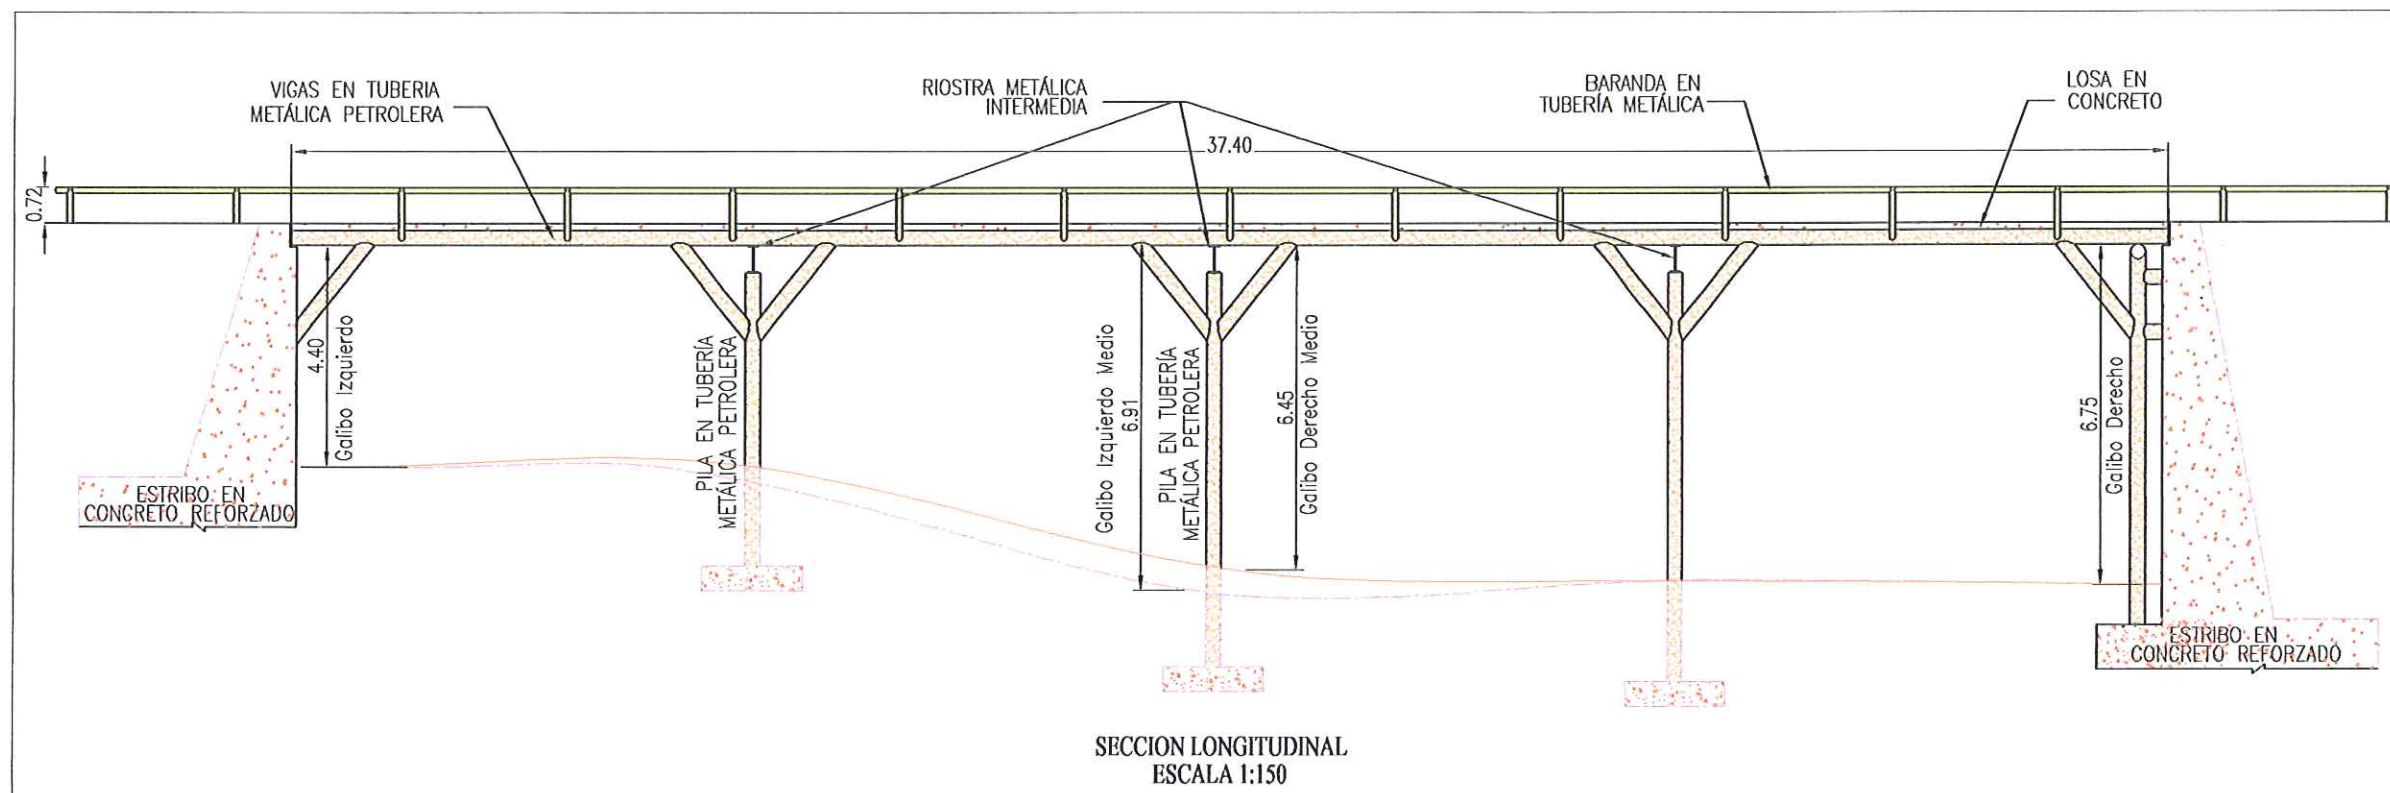 VIGAS EN TUBERIA
METÁLICA PETROLERA
RIOSTRA METÁLICA
INTERMEDIA
BARANDA EN
TUBERÍA METÁLICA
LOSA EN
CONCRETO
37.40
0.72
4.40
Galibo Izquierdo
PILA EN TUBERÍA
METÁLICA PETROLERA
Galibo Izquierdo Medio
6.91
PILA EN TUBERÍA
METÁLICA PETROLERA
6.45
Galibo Derecho Medio
6.75
Galibo Derecho
ESTRIBO EN
CONCRETO REFORZADO
ESTRIBO EN
CONCRETO REFORZADO
SECCION LONGITUDINAL
ESCALA 1:150